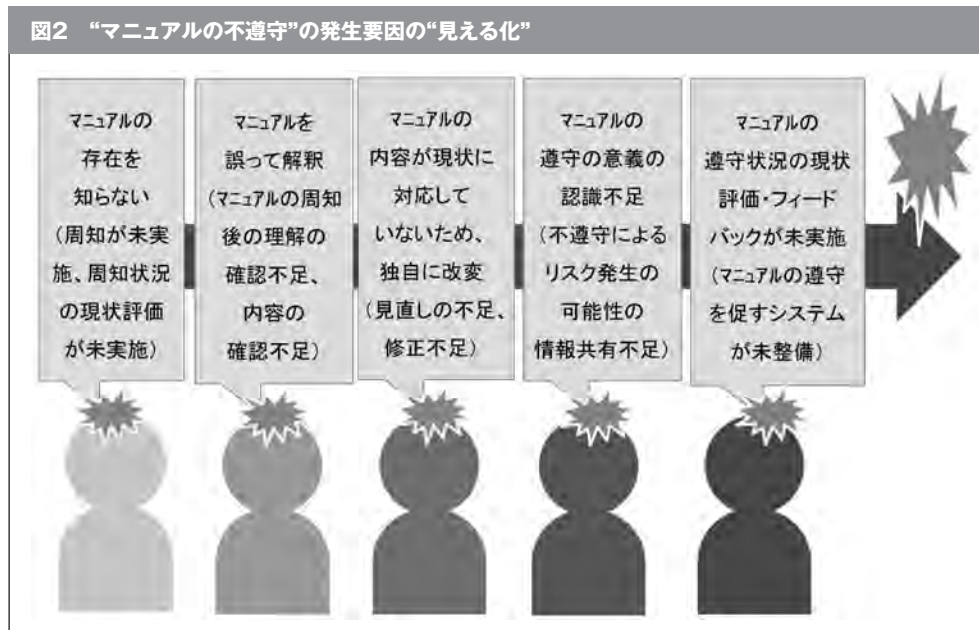 図2 “マニュアルの不遵守”の発生要因の“見える化”
マニュアルの
存在を
知らない
(周知が未実
施、周知状況
の現状評価
が未実施)
マニュアルを
誤って解釈
(マニュアルの周知
後の理解の
確認不足、
内容の
確認不足)
マニュアルの
内容が現状に
対応して
いないため、
独自に改変
(見直しの不足、
修正不足)
マニュアルの
遵守の意義の
認識不足
(不遵守による
リスク発生の
可能性の
情報共有不足)
マニュアルの
遵守状況の現状
評価・フィード
バックが未実施
(マニュアルの遵守
を促すシステム
が未整備)